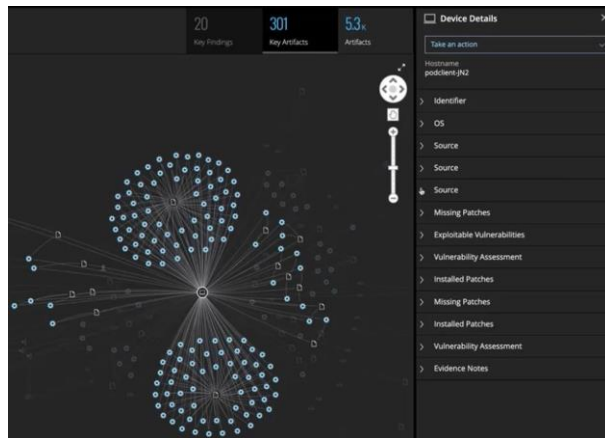 20
Key Findings
301
Key Artifacts
5.3K
Artifacts
Device Details
Take an action
Hostname
podclient-JN2
Identifier
OS
Source
Source
Source
Missing Patches
Exploitable Vulnerabilities
Vulnerability Assessment
Installed Patches
Missing Patches
Installed Patches
Vulnerability Assessment
Evidence Notes